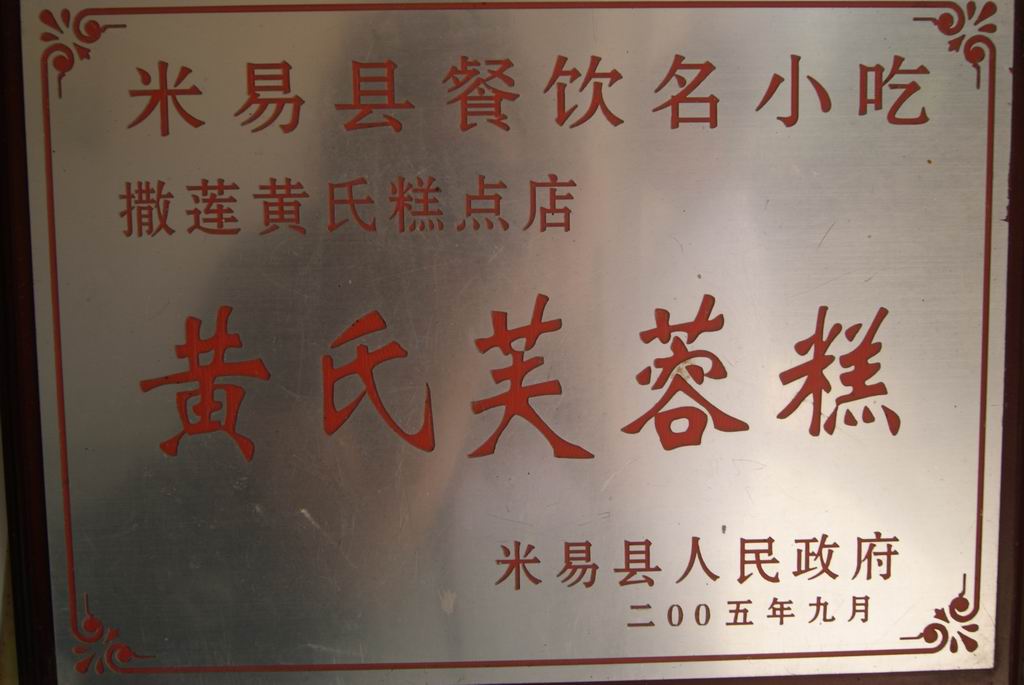 米易县餐饮名小吃
撒莲黄氏糕点店
黄氏芙蓉糕
米易县人民政府
二00五年九月